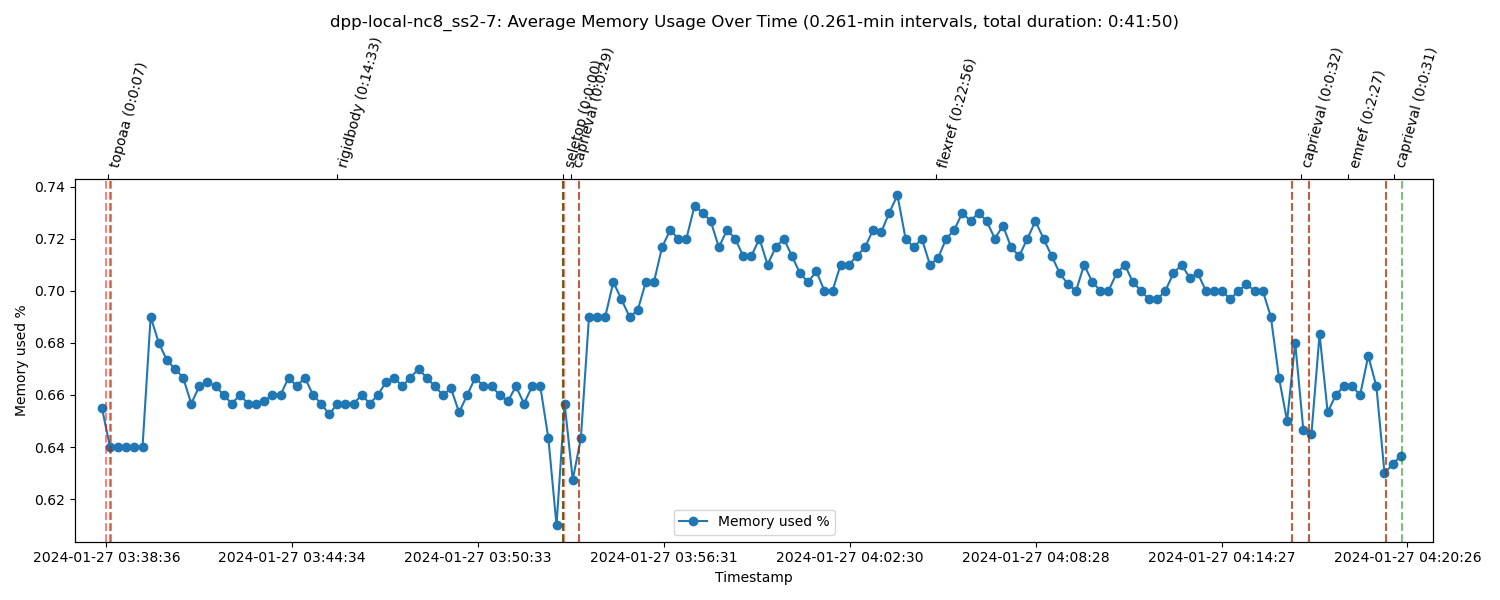 dpp-local-nc8_ss2-7: Average Memory Usage Over Time (0.261-min intervals, total duration: 0:41:50)
topoaa (0:0:07)
rigidbody (0:14:33)
seletop (0:0:00)
caprieval (0:0:29)
flexref (0:22:56)
caprieval (0:0:32)
emref (0:2:27)
caprieval (0:0:31)
Memory used %
0.74
0.72
0.70
0.68
0.66
0.64
0.62
Memory used %
2024-01-27 03:38:36
2024-01-27 03:44:34
2024-01-27 03:50:33
2024-01-27 03:56:31
2024-01-27 04:02:30
2024-01-27 04:08:28
2024-01-27 04:14:27
2024-01-27 04:20:26
Timestamp